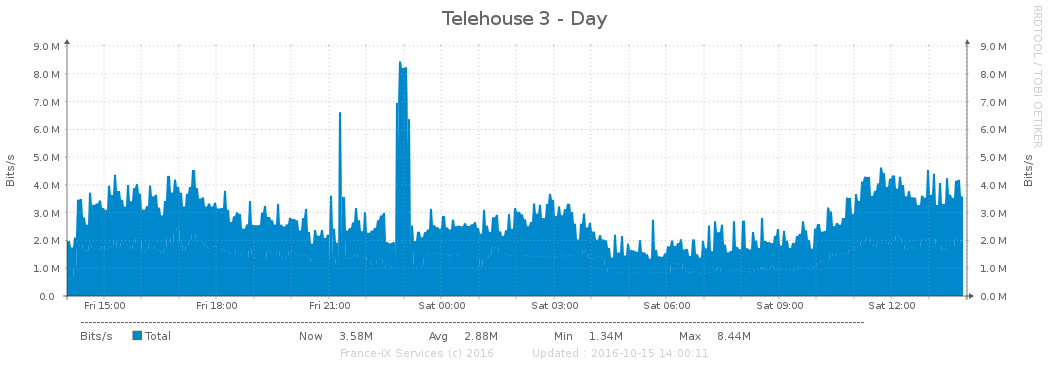 Telehouse 3 - Day
RRDTOOL / TOBI OETIKER
Bits/s
9.0 M
8.0 M
7.0 M
6.0 M
5.0 M
4.0 M
3.0 M
2.0 M
1.0 M
0.0
9.0 M
8.0 M
7.0 M
6.0 M
5.0 M
4.0 M
3.0 M
2.0 M
1.0 M
0.0 M
Bits/s
Fri 15:00 Fri 18:00 Fri 21:00 Sat 00:00 Sat 03:00 Sat 06:00 Sat 09:00 Sat 12:00
Bits/s Total Now 3.58M Avg 2.88M Min 1.34M Max 8.44M
France-IX Services (c) 2016 Updated : 2016-10-15 14:00:11